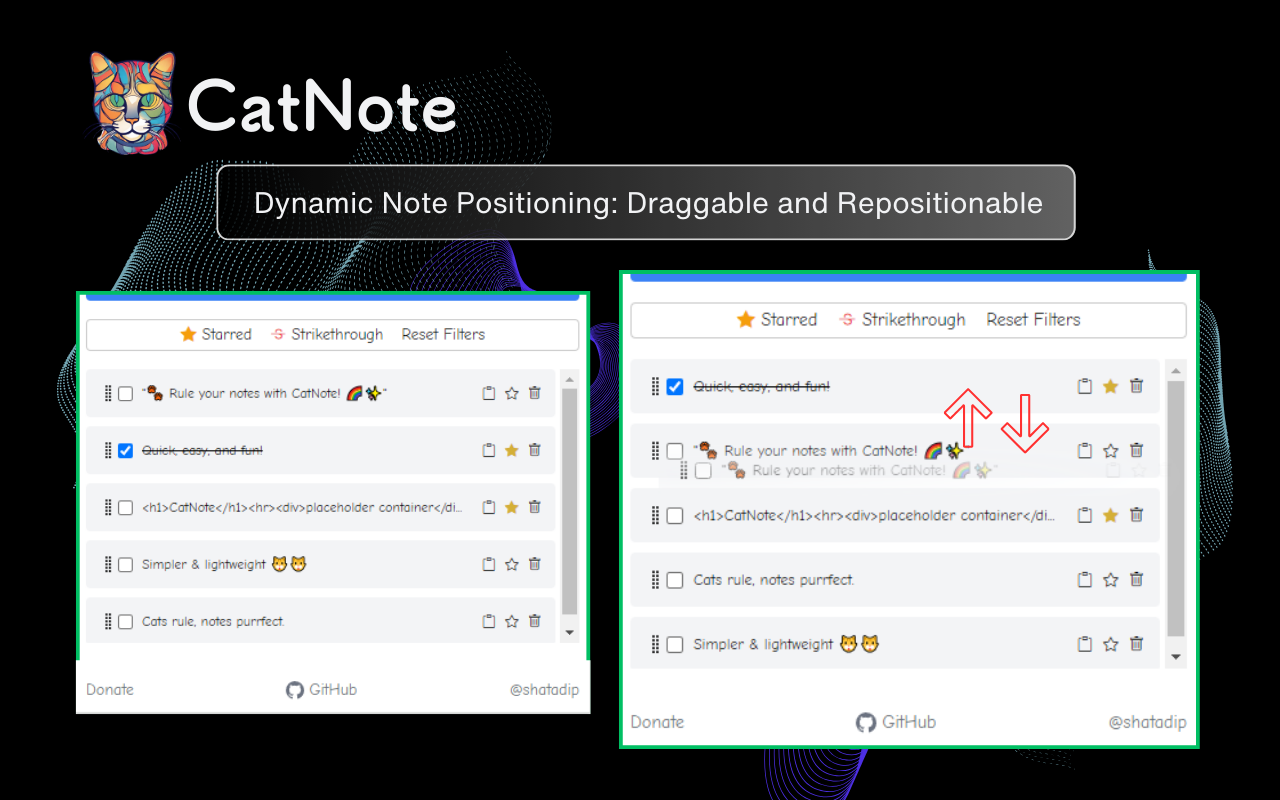 CatNote
Dynamic Note Positioning: Draggable and Repositionable
Starred Strikethrough Reset Filters
"🙈 Rule your notes with CatNote! 🌈✨"
Quick, easy, and fun!
<h1>CatNote</h1><hr><div>placeholder container</di...
Simpler & lightweight 🐱🐱
Cats rule, notes purrfect.
Donate GitHub @shatadip
Starred Strikethrough Reset Filters
Quick, easy, and fun!
" Rule your notes with CatNote! 🌈✨
" Rule your notes with CatNote! 🌈✨"
<h1>CatNote</h1><hr><div>placeholder container</di...
Cats rule, notes purrfect.
Simpler & lightweight 🐱🐱
Donate GitHub @shatadip